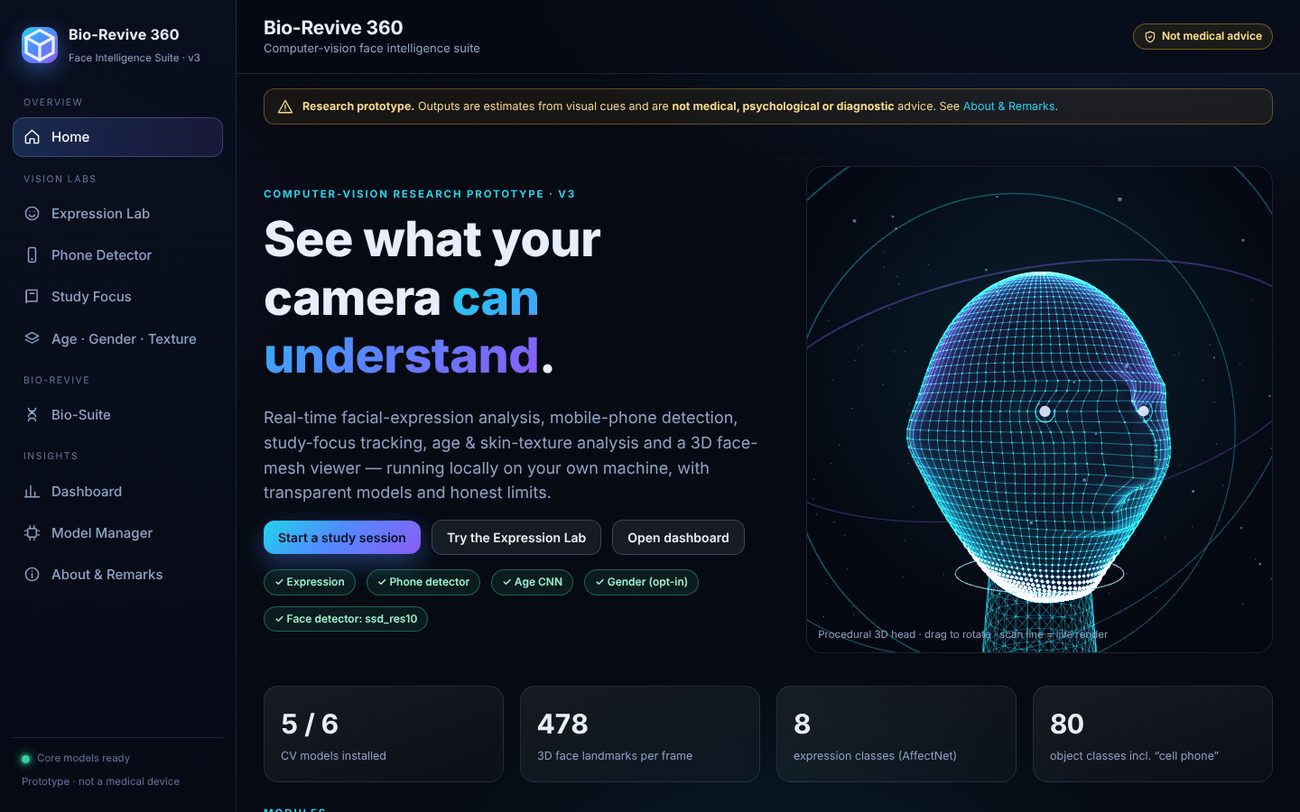 Bio-Revive 360
Face Intelligence Suite · v3
OVERVIEW
Home
VISION LABS
Expression Lab
Phone Detector
Study Focus
Age · Gender · Texture
BIO-REVIVE
Bio-Suite
INSIGHTS
Dashboard
Model Manager
About & Remarks
Core models ready
Prototype · not a medical device
Bio-Revive 360
Computer-vision face intelligence suite
Not medical advice
Research prototype. Outputs are estimates from visual cues and are not medical, psychological or diagnostic advice. See About & Remarks.
COMPUTER-VISION RESEARCH PROTOTYPE · V3
See what your
camera can
understand.
Real-time facial-expression analysis, mobile-phone detection,
study-focus tracking, age & skin-texture analysis and a 3D face-
mesh viewer — running locally on your own machine, with
transparent models and honest limits.
Start a study session
Try the Expression Lab
Open dashboard
✓ Expression
✓ Phone detector
✓ Age CNN
✓ Gender (opt-in)
✓ Face detector: ssd_res10
Procedural 3D head · drag to rotate · scan line = live render
5 / 6
CV models installed
478
3D face landmarks per frame
8
expression classes (AffectNet)
80
object classes incl. “cell phone”
MODULES